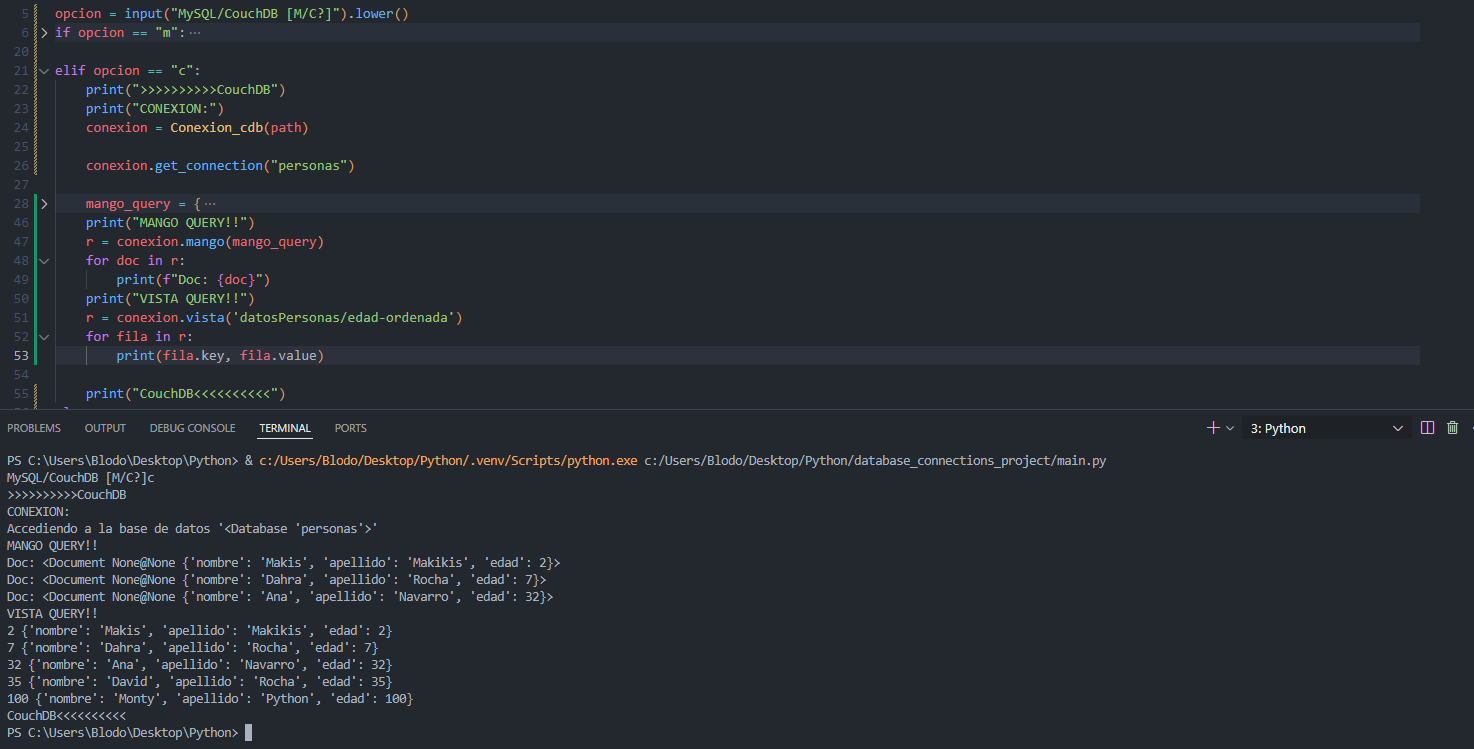 5 opcion = input("MySQL/CouchDB [M/C?]").lower()
6 if opcion == "m":···
20
21 elif opcion == "c":
22 print(">>>>>>>>>>CouchDB")
23 print("CONEXION:")
24 conexion = Conexion_cdb(path)
25
26 conexion.get_connection("personas")
27
28 mango_query = {···
46 print("MANGO QUERY!!")
47 r = conexion.mango(mango_query)
48 for doc in r:
49 print(f"Doc: {doc}")
50 print("VISTA QUERY!!")
51 r = conexion.vista('datosPersonas/edad-ordenada')
52 for fila in r:
53 print(fila.key, fila.value)
54
55 print("CouchDB<<<<<<<<<<")
PROBLEMS OUTPUT DEBUG CONSOLE TERMINAL PORTS 3: Python
PS C:\Users\Blodo\Desktop\Python> & c:/Users/Blodo/Desktop/Python/.venv/Scripts/python.exe c:/Users/Blodo/Desktop/Python/database_connections_project/main.py
MySQL/CouchDB [M/C?]c
>>>>>>>>>>CouchDB
CONEXION:
Accediendo a la base de datos '<Database 'personas'>'
MANGO QUERY!!
Doc: <Document None@None {'nombre': 'Makis', 'apellido': 'Makikis', 'edad': 2}>
Doc: <Document None@None {'nombre': 'Dahra', 'apellido': 'Rocha', 'edad': 7}>
Doc: <Document None@None {'nombre': 'Ana', 'apellido': 'Navarro', 'edad': 32}>
VISTA QUERY!!
2 {'nombre': 'Makis', 'apellido': 'Makikis', 'edad': 2}
7 {'nombre': 'Dahra', 'apellido': 'Rocha', 'edad': 7}
32 {'nombre': 'Ana', 'apellido': 'Navarro', 'edad': 32}
35 {'nombre': 'David', 'apellido': 'Rocha', 'edad': 35}
100 {'nombre': 'Monty', 'apellido': 'Python', 'edad': 100}
CouchDB<<<<<<<<<<
PS C:\Users\Blodo\Desktop\Python>